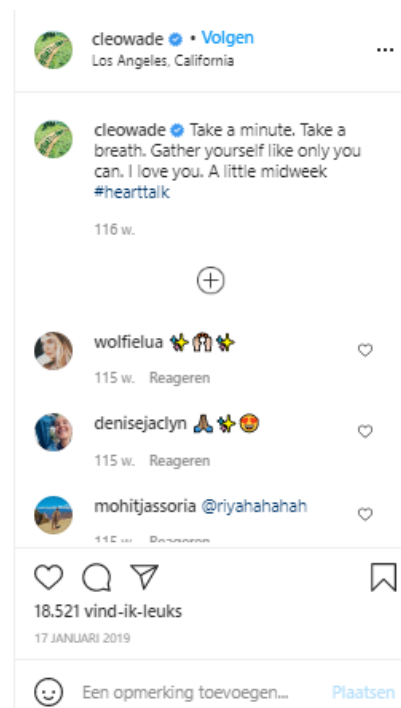 cleowade • Volgen
Los Angeles, California
cleowade Take a minute. Take a
breath. Gather yourself like only you
can. I love you. A little midweek
#hearttalk
116 w.
wolfielua
115 w. Reageren
denisejaclyn
115 w. Reageren
mohitjassoria @riyahahahah
115 w. Reageren
18.521 vind-ik-leuks
17 JANUARI 2019
Een opmerking toevoegen... Plaatsen